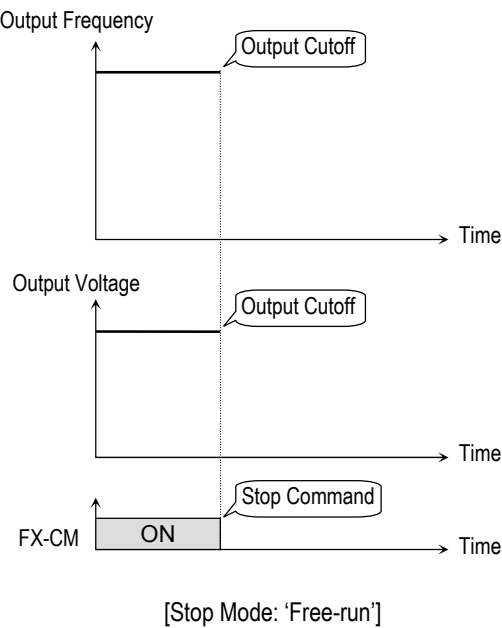 Output Frequency
Output Cutoff
Time
Output Voltage
Output Cutoff
Time
Stop Command
FX-CM
ON
Time
[Stop Mode: ‘Free-run’]